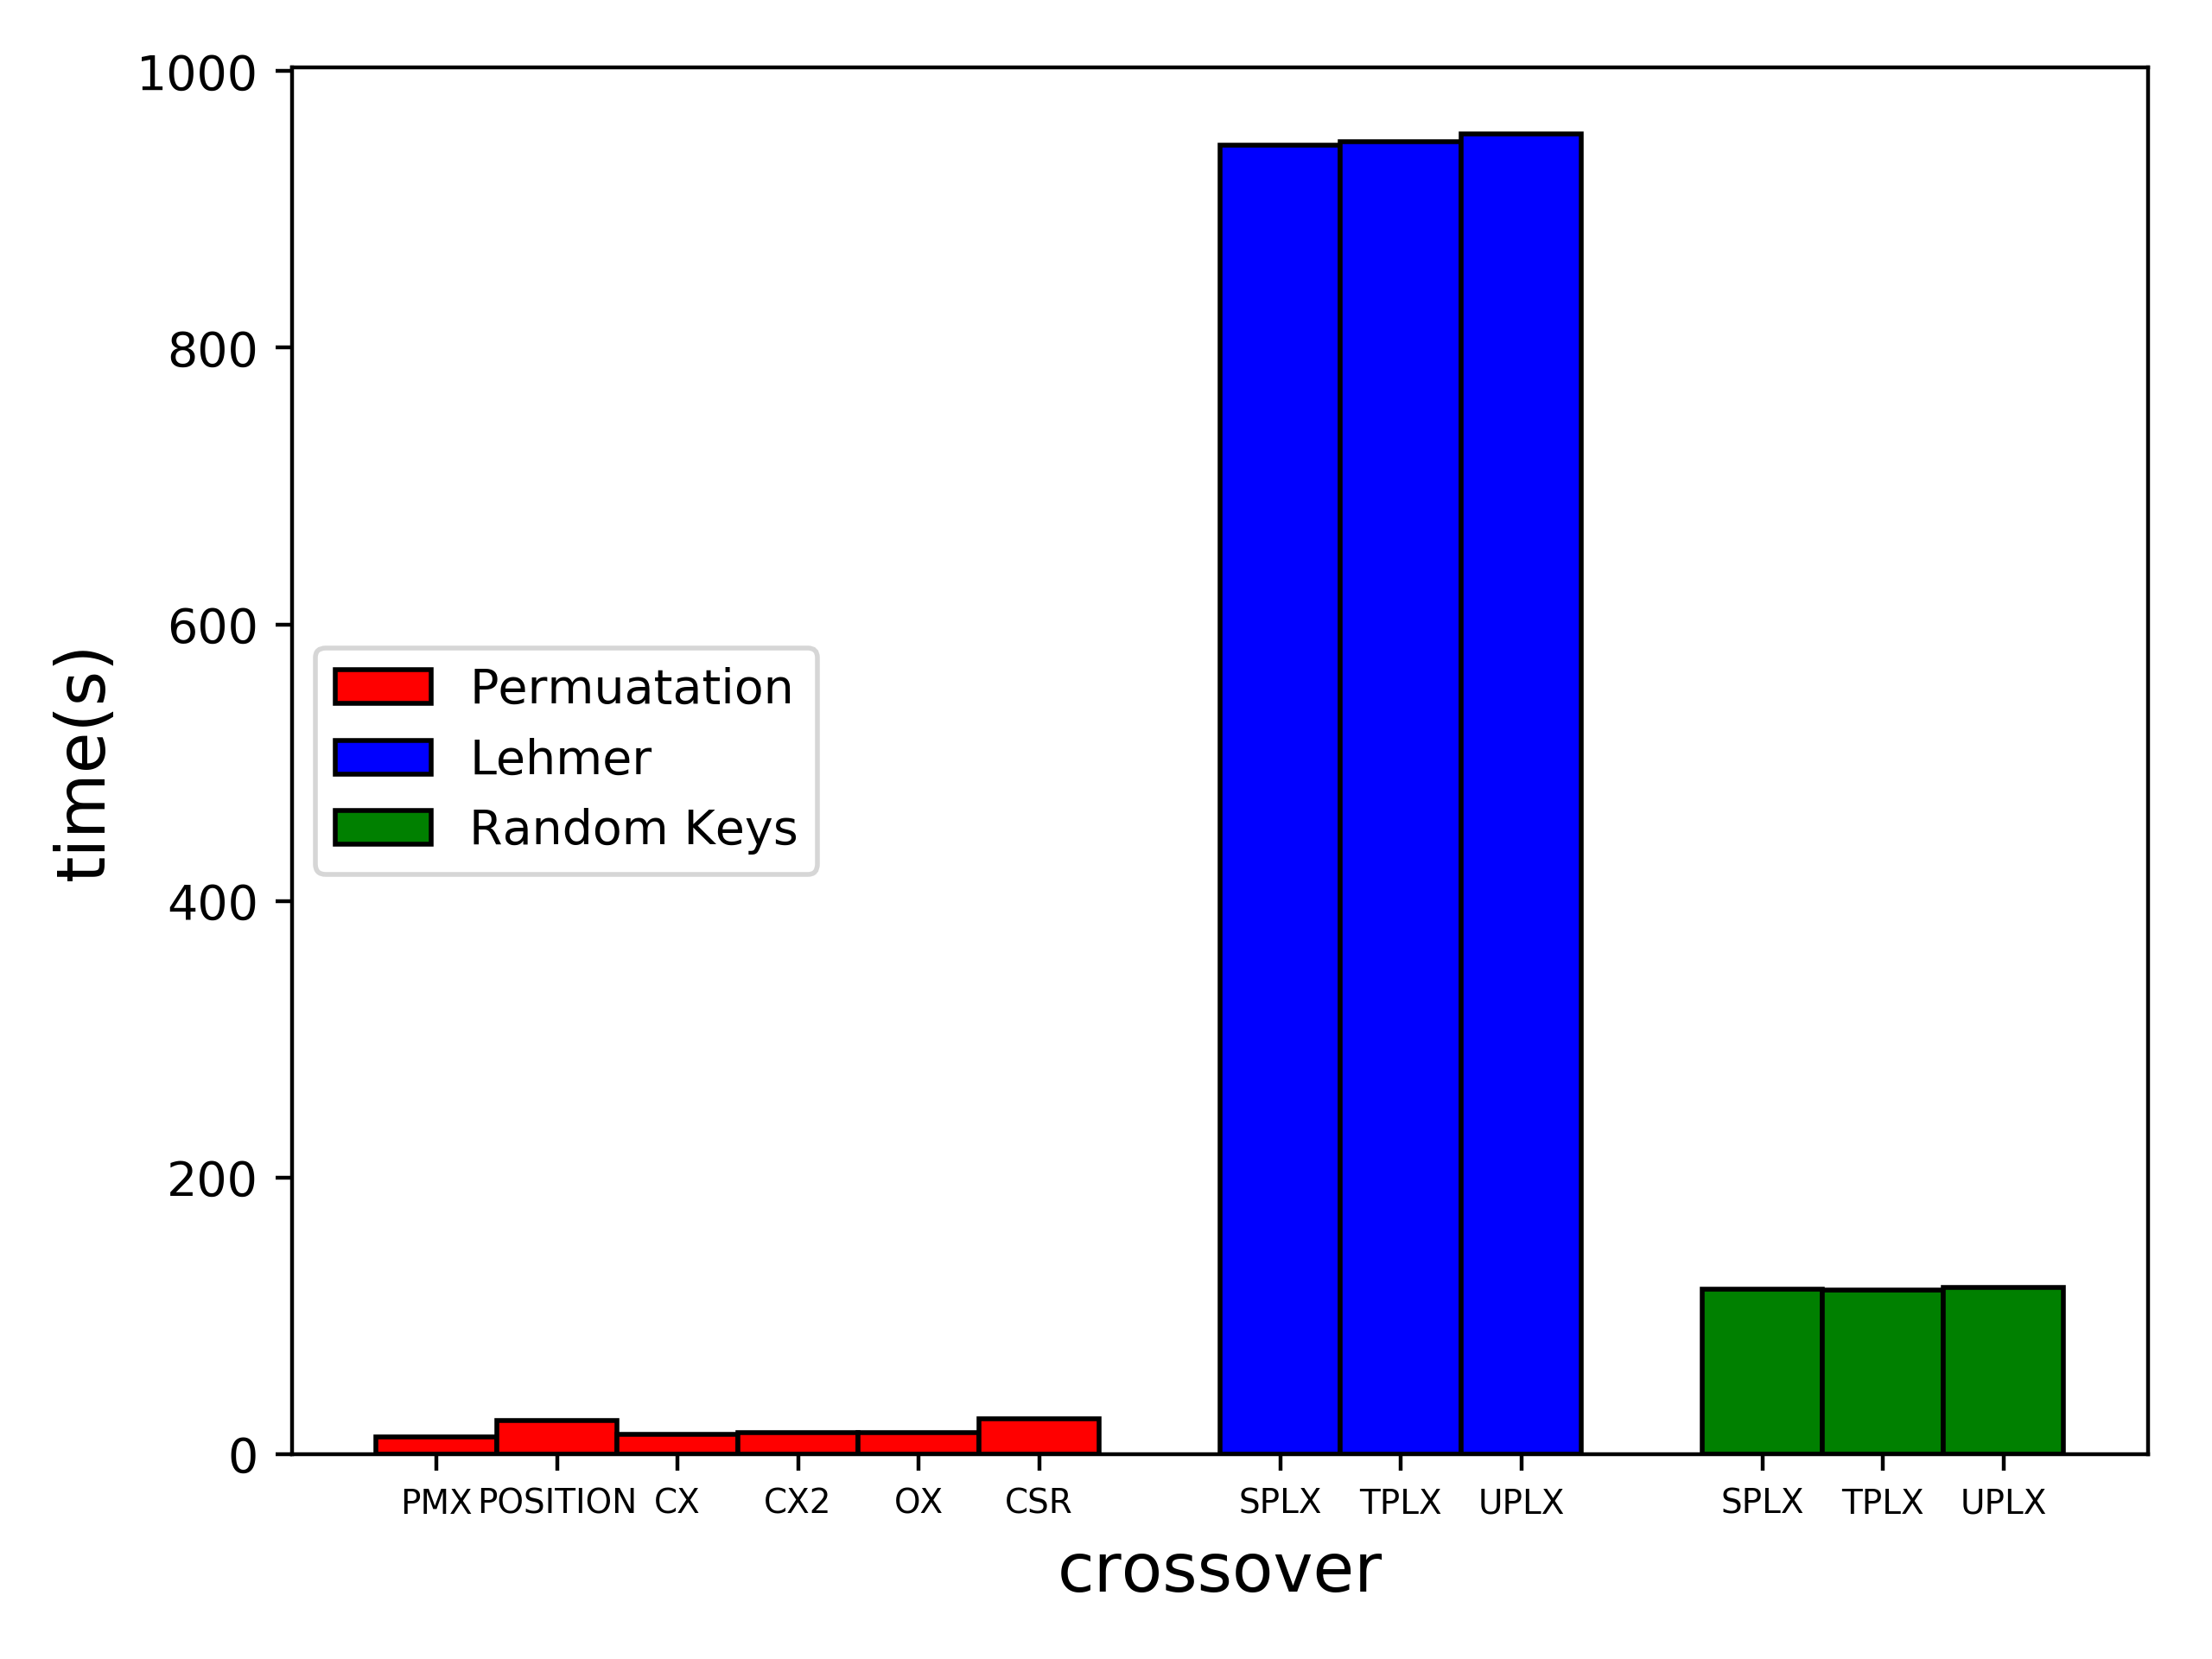 1000
800
600
400
200
0
time(s)
Permuatation
Lehmer
Random Keys
PMX POSITION CX CX2 OX CSR SPLX TPLX UPLX SPLX TPLX UPLX
crossover